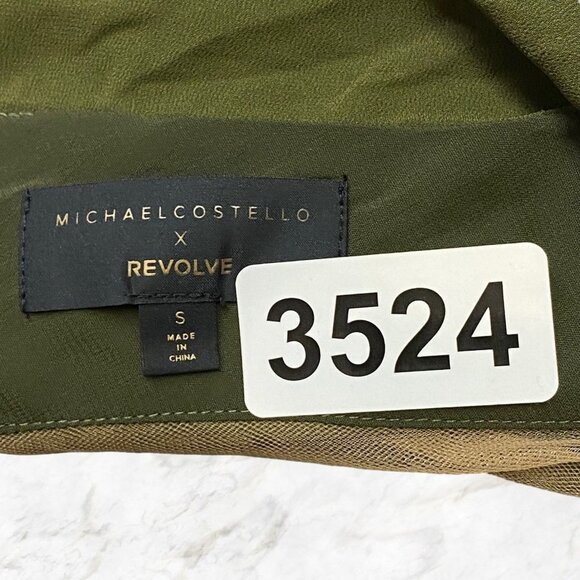 MICHAELCOSTELLO
X
REVOLVE
S
MADE
IN
CHINA
3524